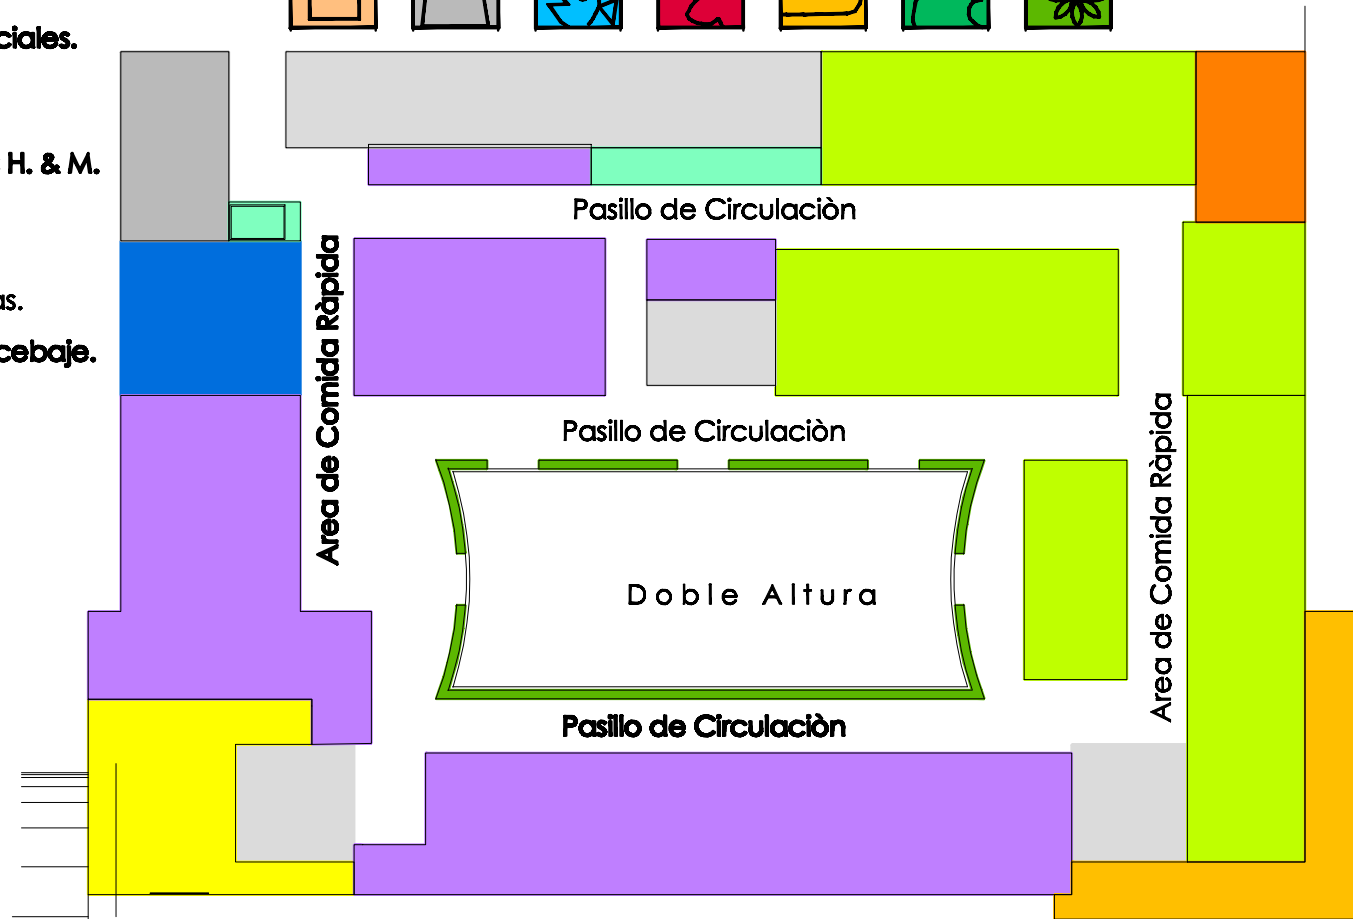 ciales.
H. & M.
as.
cebaje.
Pasillo de Circulaciòn
Area de Comida Ràpida
Pasillo de Circulaciòn
Doble Altura
Area de Comida Ràpida
Pasillo de Circulaciòn